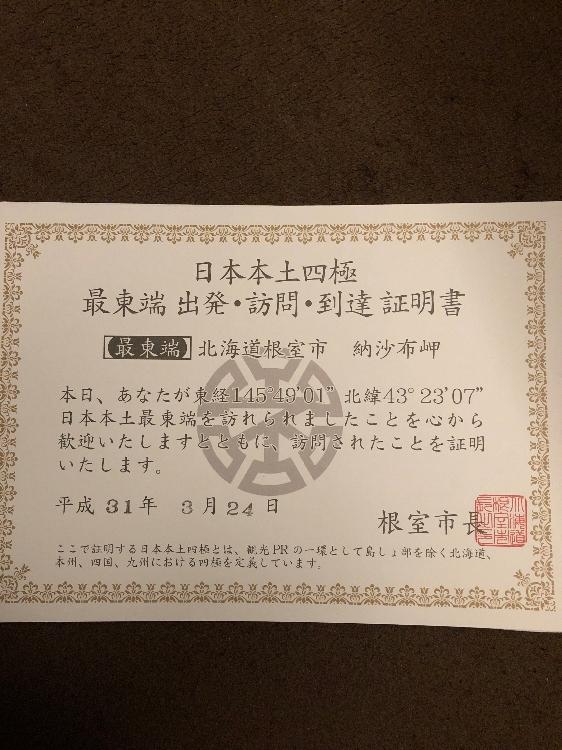 日本本土四極
最東端 出発・訪問・到達 証明書
【最東端】北海道根室市 納沙布岬
本日、あなたが東経145°49'01" 北緯43°23'07"
日本本土最東端を訪れられましたことを心から
歓迎いたしますとともに、訪問されたことを証明
いたします。
平成 31年 3月 24日
根室市長
ここで証明する日本本土四極とは、観光PRの一環として島しょ部を除く北海道、
本州、四国、九州における四極を定義しています。